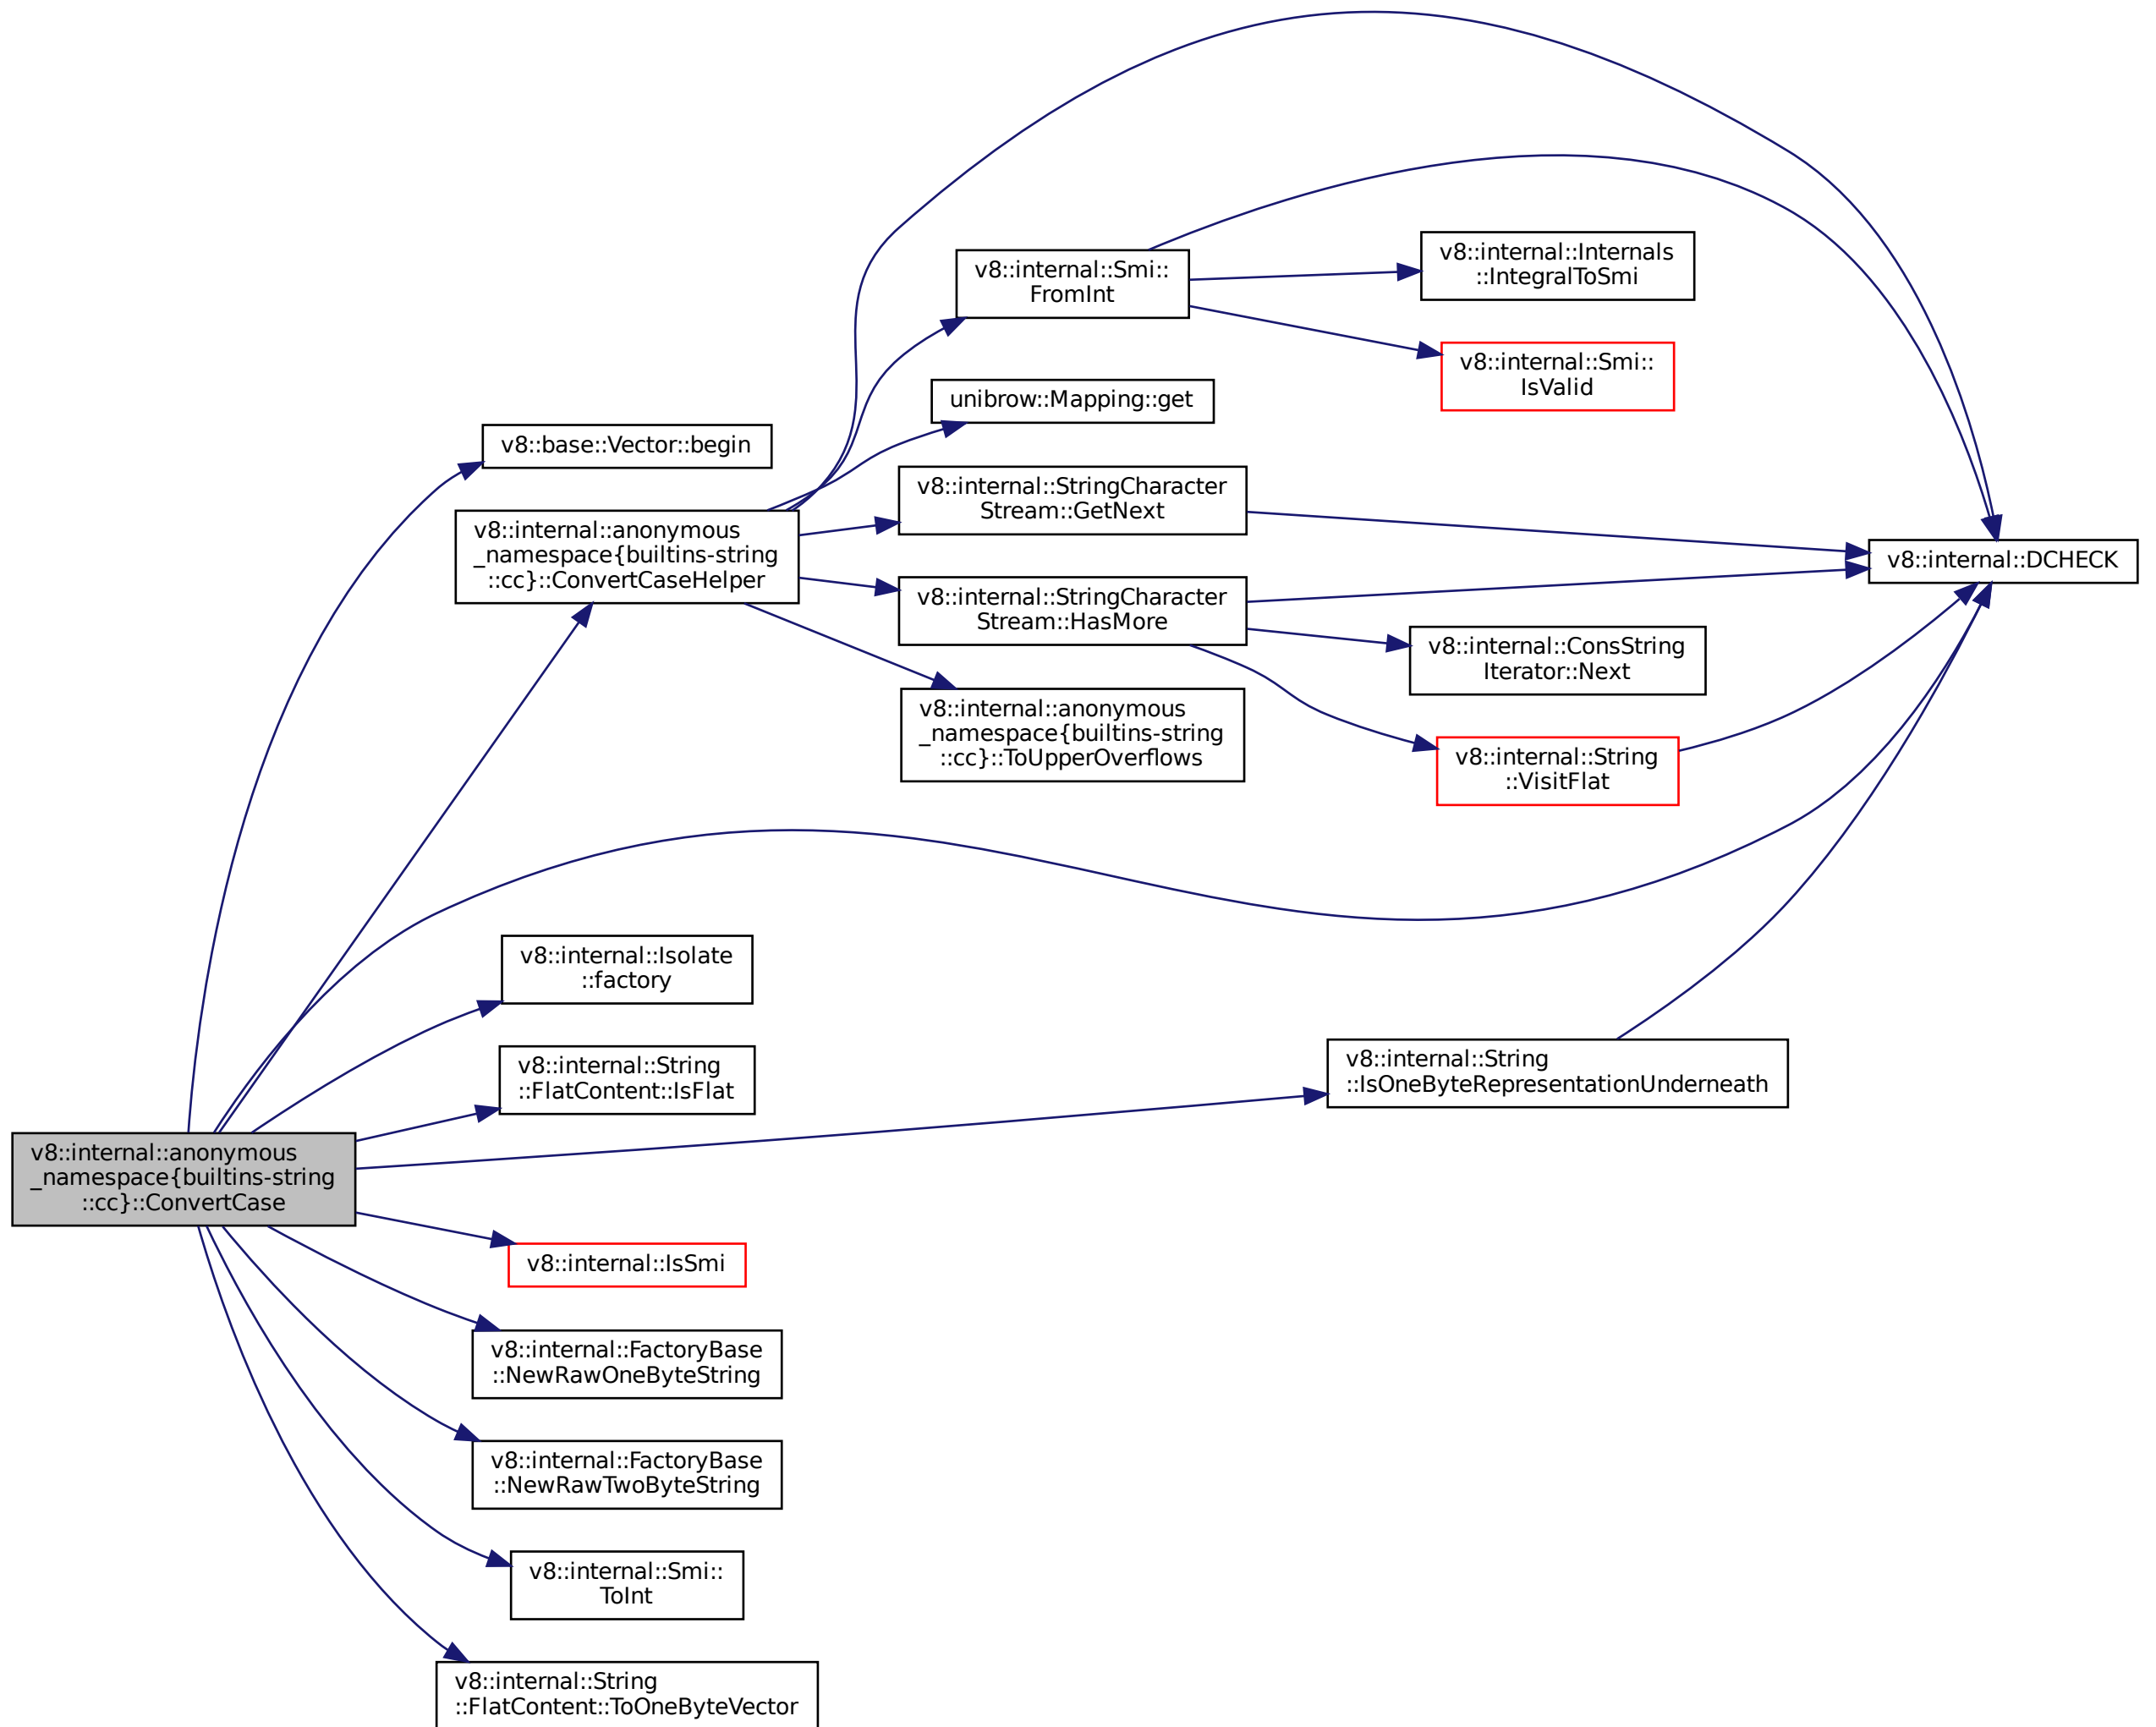 v8::internal::Smi::
FromInt
v8::internal::Internals
::IntegralToSmi
v8::internal::Smi::
IsValid
unibrow::Mapping::get
v8::base::Vector::begin
v8::internal::StringCharacter
Stream::GetNext
v8::internal::anonymous
_namespace{builtins-string
::cc}::ConvertCaseHelper
v8::internal::DCHECK
v8::internal::StringCharacter
Stream::HasMore
v8::internal::ConsString
Iterator::Next
v8::internal::anonymous
_namespace{builtins-string
::cc}::ToUpperOverflows
v8::internal::String
::VisitFlat
v8::internal::Isolate
::factory
v8::internal::String
::FlatContent::IsFlat
v8::internal::String
::IsOneByteRepresentationUnderneath
v8::internal::anonymous
_namespace{builtins-string
::cc}::ConvertCase
v8::internal::IsSmi
v8::internal::FactoryBase
::NewRawOneByteString
v8::internal::FactoryBase
::NewRawTwoByteString
v8::internal::Smi::
ToInt
v8::internal::String
::FlatContent::ToOneByteVector